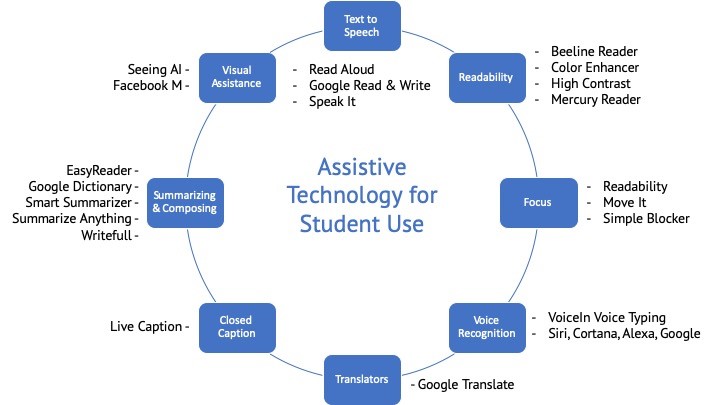 Text to
Speech
- Read Aloud
- Google Read & Write
- Speak It
Readability
- Beeline Reader
- Color Enhancer
- High Contrast
- Mercury Reader
Focus
- Readability
- Move It
- Simple Blocker
Voice
Recognition
- VoiceIn Voice Typing
- Siri, Cortana, Alexa, Google
Translators
- Google Translate
Closed
Caption
Live Caption -
Summarizing
& Composing
EasyReader -
Google Dictionary -
Smart Summarizer -
Summarize Anything -
Writefull -
Visual
Assistance
Seeing AI -
Facebook M -
Assistive
Technology for
Student Use